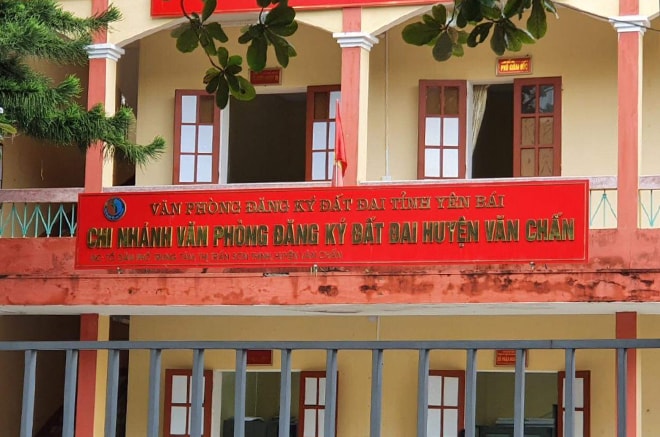 PHÓ GIÁM ĐỐC
VĂN PHÒNG ĐĂNG KÝ ĐẤT ĐAI TỈNH YÊN BÁI
CHI NHÁNH VĂN PHÒNG ĐĂNG KÝ ĐẤT ĐAI HUYỆN VĂN CHẤN